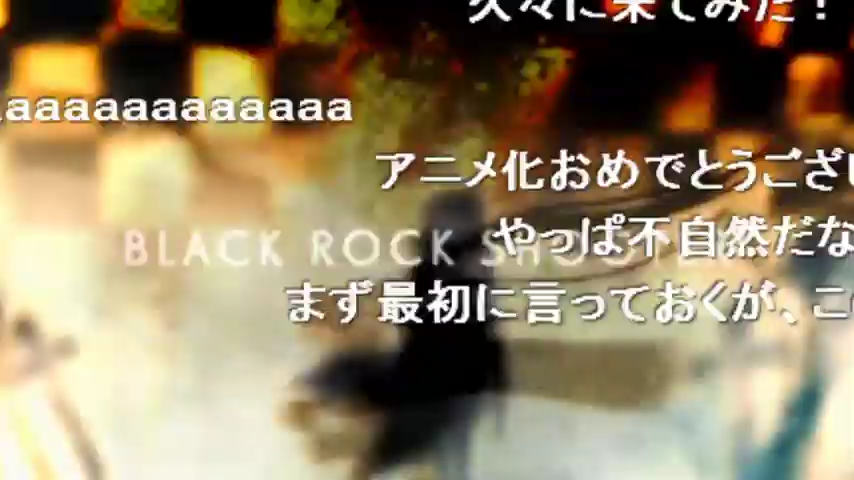 久々に来てみた！
aaaaaaaaaaaaa
アニメ化おめでとうござい
やっぱ不自然だな
BLACK ROCK SHOOTER
まず最初に言っておくが、こ